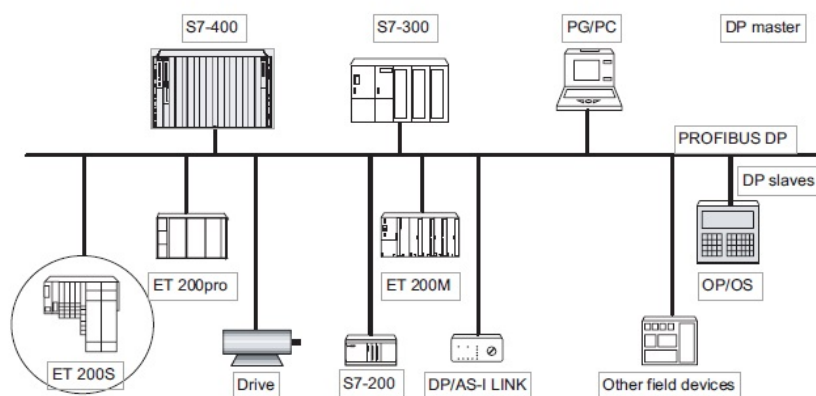 S7-400
S7-300
PG/PC
DP master
PROFIBUS DP
DP slaves
ET 200pro
ET 200M
OP/OS
ET 200S
Drive
S7-200
DP/AS-I LINK
Other field devices